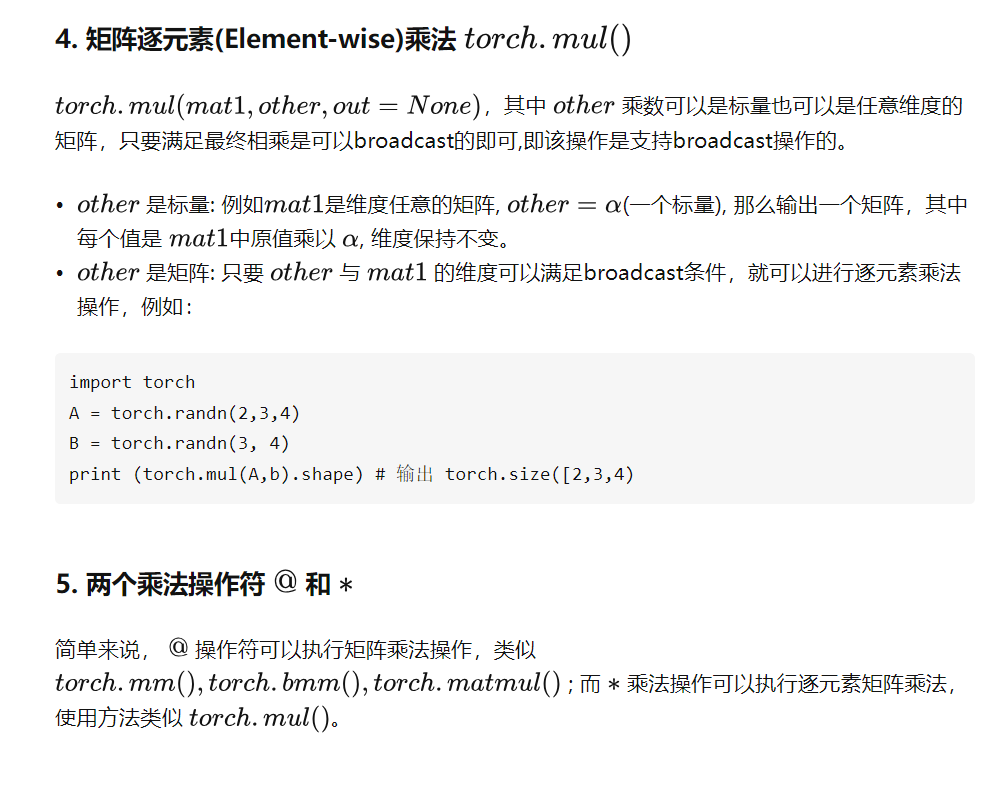 4. 矩阵逐元素(Element-wise)乘法 torch.mul()
torch.mul(mat1, other, out = None)，其中 other 乘数可以是标量也可以是任意维度的
矩阵，只要满足最终相乘是可以broadcast的即可,即该操作是支持broadcast操作的。
• other 是标量: 例如mat1是维度任意的矩阵, other = α(一个标量), 那么输出一个矩阵，其中
每个值是 mat1中原值乘以 α, 维度保持不变。
• other 是矩阵: 只要 other 与 mat1 的维度可以满足broadcast条件，就可以进行逐元素乘法
操作，例如：
import torch
A = torch.randn(2,3,4)
B = torch.randn(3, 4)
print (torch.mul(A,b).shape) # 输出 torch.size([2,3,4)
5. 两个乘法操作符 @ 和 *
简单来说， @ 操作符可以执行矩阵乘法操作，类似
torch.mm(), torch.bmm(), torch.matmul() ; 而 * 乘法操作可以执行逐元素矩阵乘法，
使用方法类似 torch.mul()。